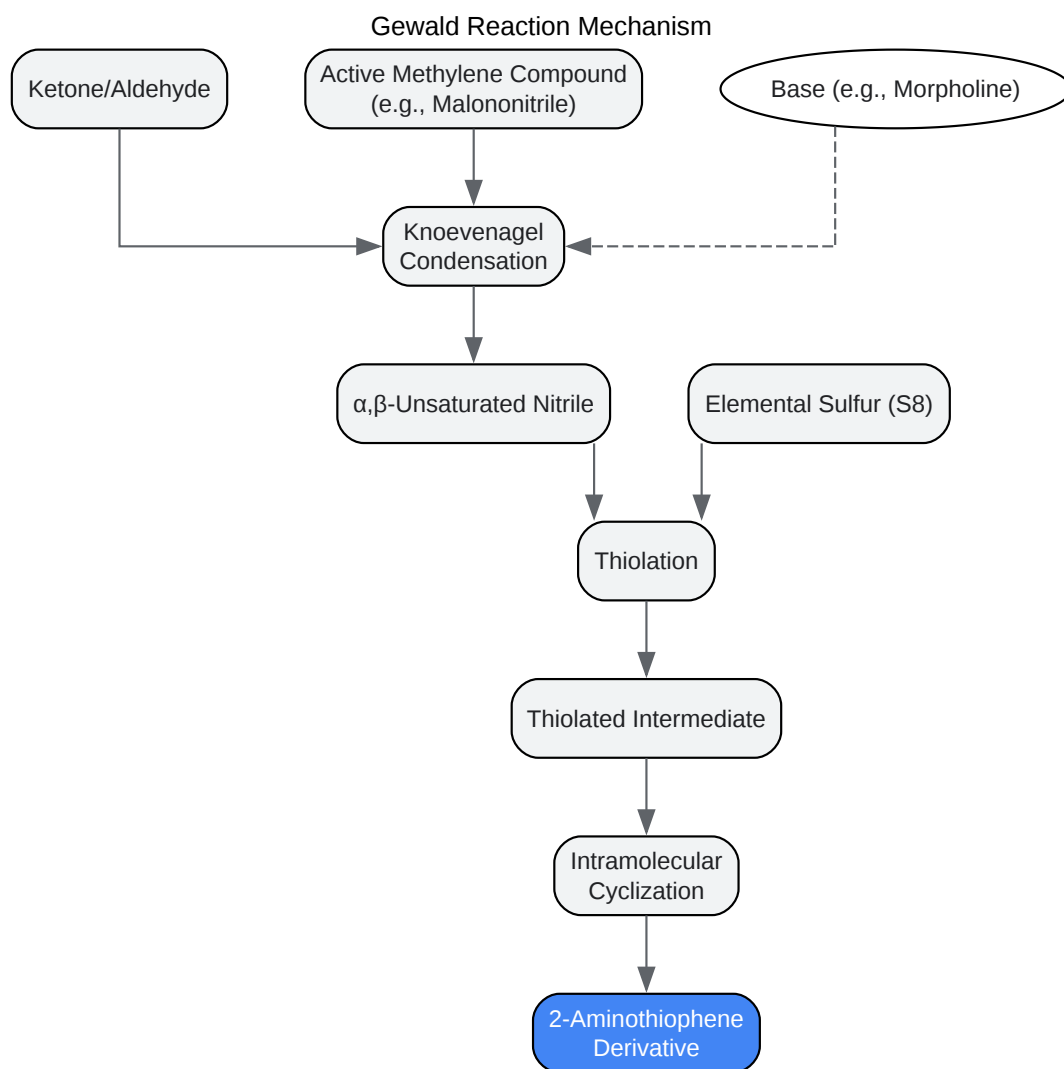 Gewald Reaction Mechanism
Ketone/Aldehyde
Active Methylene Compound
(e.g., Malononitrile)
Base (e.g., Morpholine)
Knoevenagel
Condensation
α,β-Unsaturated Nitrile
Elemental Sulfur (S8)
Thiolation
Thiolated Intermediate
Intramolecular
Cyclization
2-Aminothiophene
Derivative